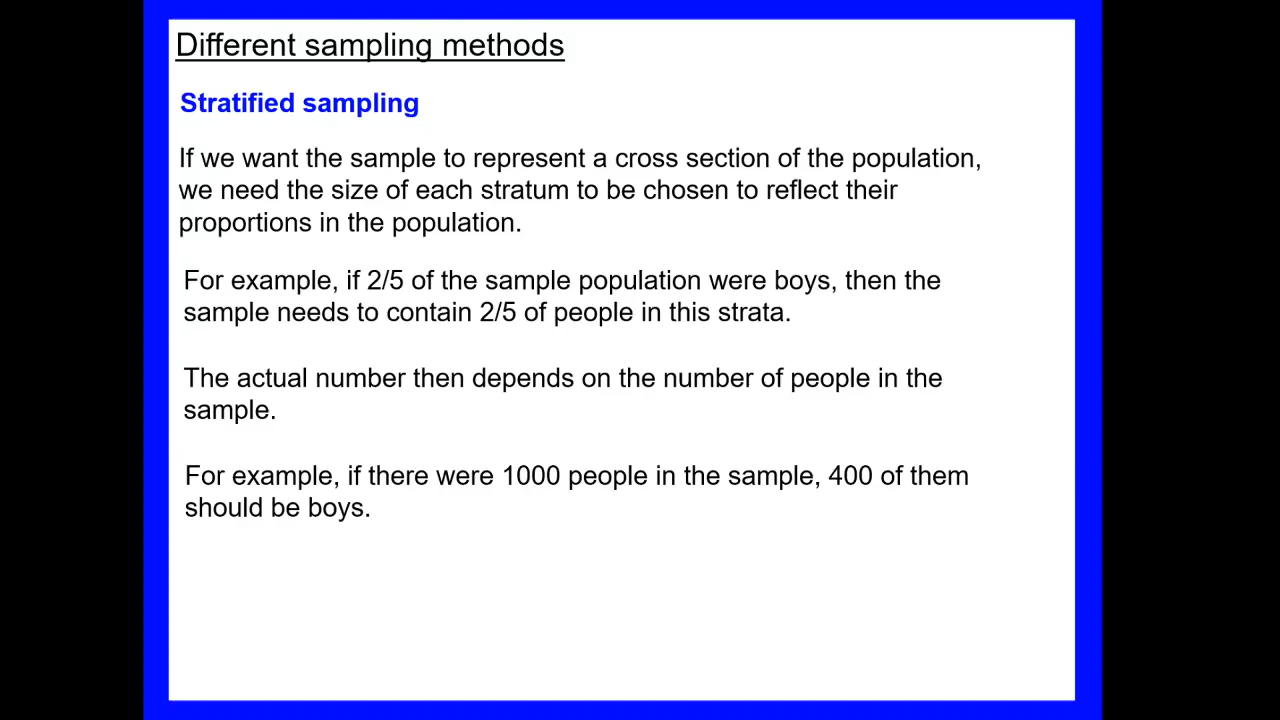 Different sampling methods
Stratified sampling
If we want the sample to represent a cross section of the population,
we need the size of each stratum to be chosen to reflect their
proportions in the population.
For example, if 2/5 of the sample population were boys, then the
sample needs to contain 2/5 of people in this strata.
The actual number then depends on the number of people in the
sample.
For example, if there were 1000 people in the sample, 400 of them
should be boys.